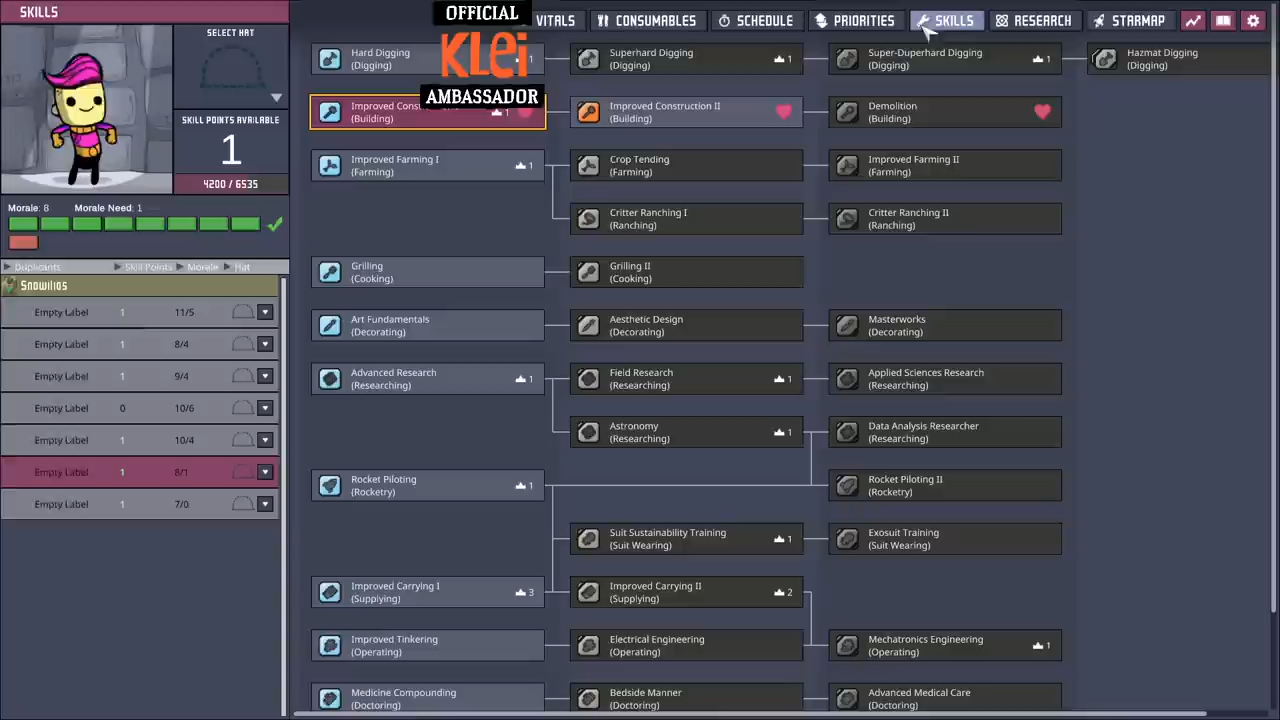 SKILLS
OFFICIAL
KLEi
AMBASSADOR
VITALS
CONSUMABLES
SCHEDULE
PRIORITIES
SKILLS
RESEARCH
STARMAP
SELECT HAT
SKILL POINTS AVAILABLE
1
4200 / 6535
Morale: 8
Morale Need: 1
Duplicants
Skill Points
Morale
Hat
Snowilios
Empty Label 1 11/5
Empty Label 1 8/4
Empty Label 1 9/4
Empty Label 0 10/6
Empty Label 1 10/4
Empty Label 1 8/1
Empty Label 1 7/0
Hard Digging
(Digging)
1
Superhard Digging
(Digging)
1
Super-Duperhard Digging
(Digging)
1
Hazmat Digging
(Digging)
Improved
(Building)
1
Improved Construction II
(Building)
Demolition
(Building)
Improved Farming I
(Farming)
1
Crop Tending
(Farming)
Improved Farming II
(Farming)
Critter Ranching I
(Ranching)
Critter Ranching II
(Ranching)
Grilling
(Cooking)
Grilling II
(Cooking)
Art Fundamentals
(Decorating)
Aesthetic Design
(Decorating)
Masterworks
(Decorating)
Advanced Research
(Researching)
1
Field Research
(Researching)
1
Applied Sciences Research
(Researching)
Astronomy
(Researching)
1
Data Analysis Researcher
(Researching)
Rocket Piloting
(Rocketry)
1
Rocket Piloting II
(Rocketry)
Suit Sustainability Training
(Suit Wearing)
1
Exosuit Training
(Suit Wearing)
Improved Carrying I
(Supplying)
3
Improved Carrying II
(Supplying)
2
Improved Tinkering
(Operating)
Electrical Engineering
(Operating)
Mechatronics Engineering
(Operating)
1
Medicine Compounding
(Doctoring)
Bedside Manner
(Doctoring)
Advanced Medical Care
(Doctoring)